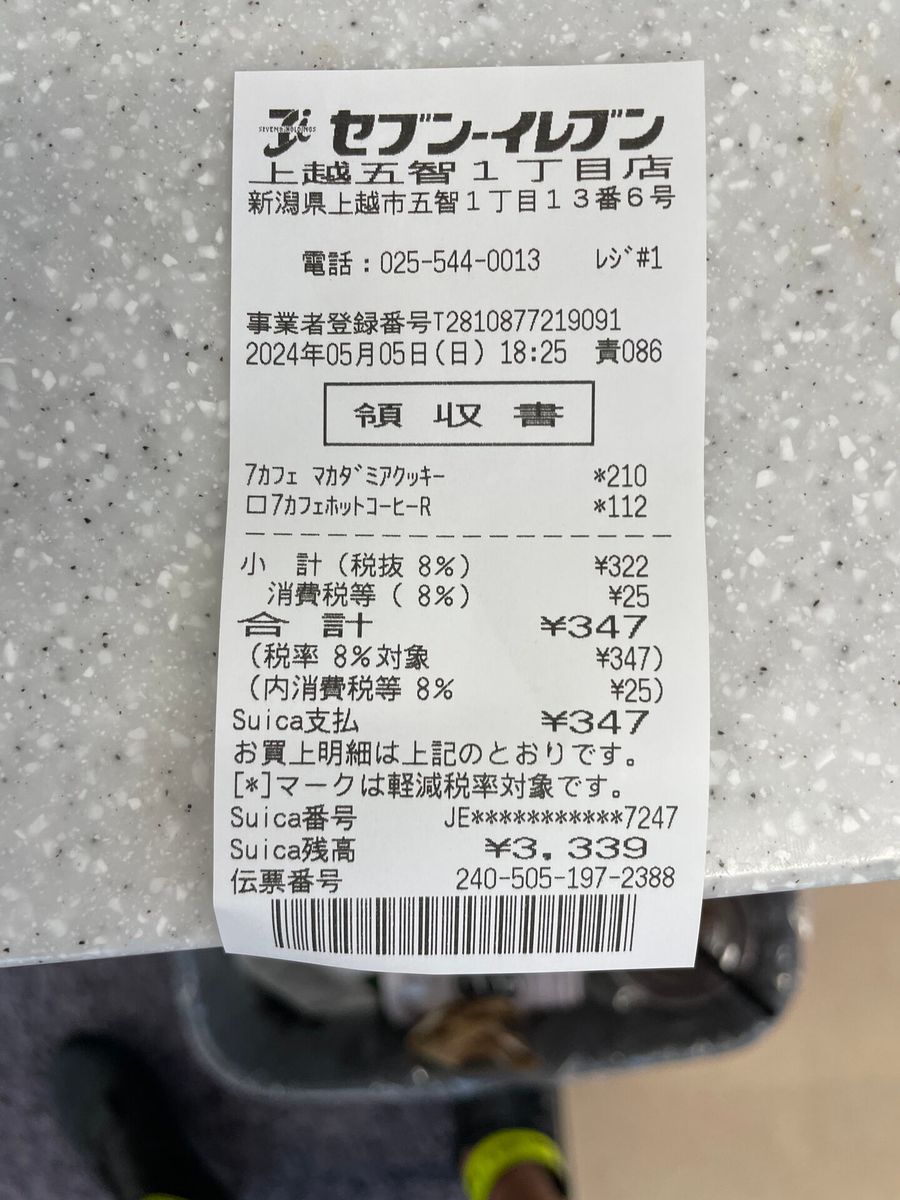 SEVEN&i HOLDINGS
セブン-イレブン
上越五智1丁目店
新潟県上越市五智1丁目13番6号
電話:025-544-0013 レジ#1
事業者登録番号T2810877219091
2024年05月05日(日) 18:25 責086
領収書
7カフェ マカダミアクッキー *210
□7カフェホットコーヒーR *112
小 計(税抜 8%) ¥322
消費税等( 8%) ¥25
合 計 ¥347
(税率 8%対象 ¥347)
(内消費税等 8% ¥25)
Suica支払 ¥347
お買上明細は上記のとおりです。
[*]マークは軽減税率対象です。
Suica番号 JE***********7247
Suica残高 ¥3,339
伝票番号 240-505-197-2388